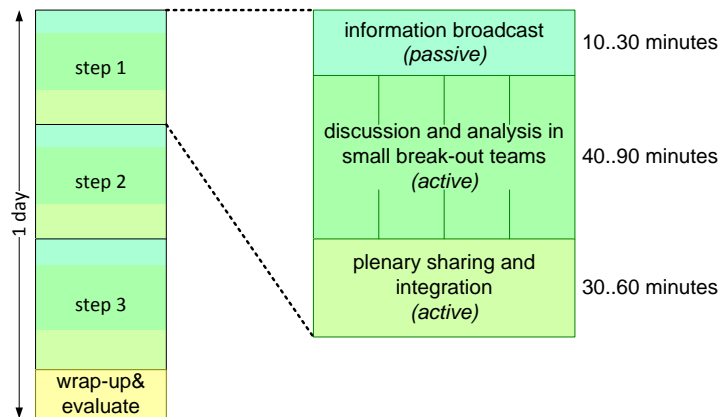 1 day
step 1
step 2
step 3
wrap-up&
evaluate
information broadcast
(passive)
10..30 minutes
discussion and analysis in
small break-out teams
(active)
40..90 minutes
plenary sharing and
integration
(active)
30..60 minutes